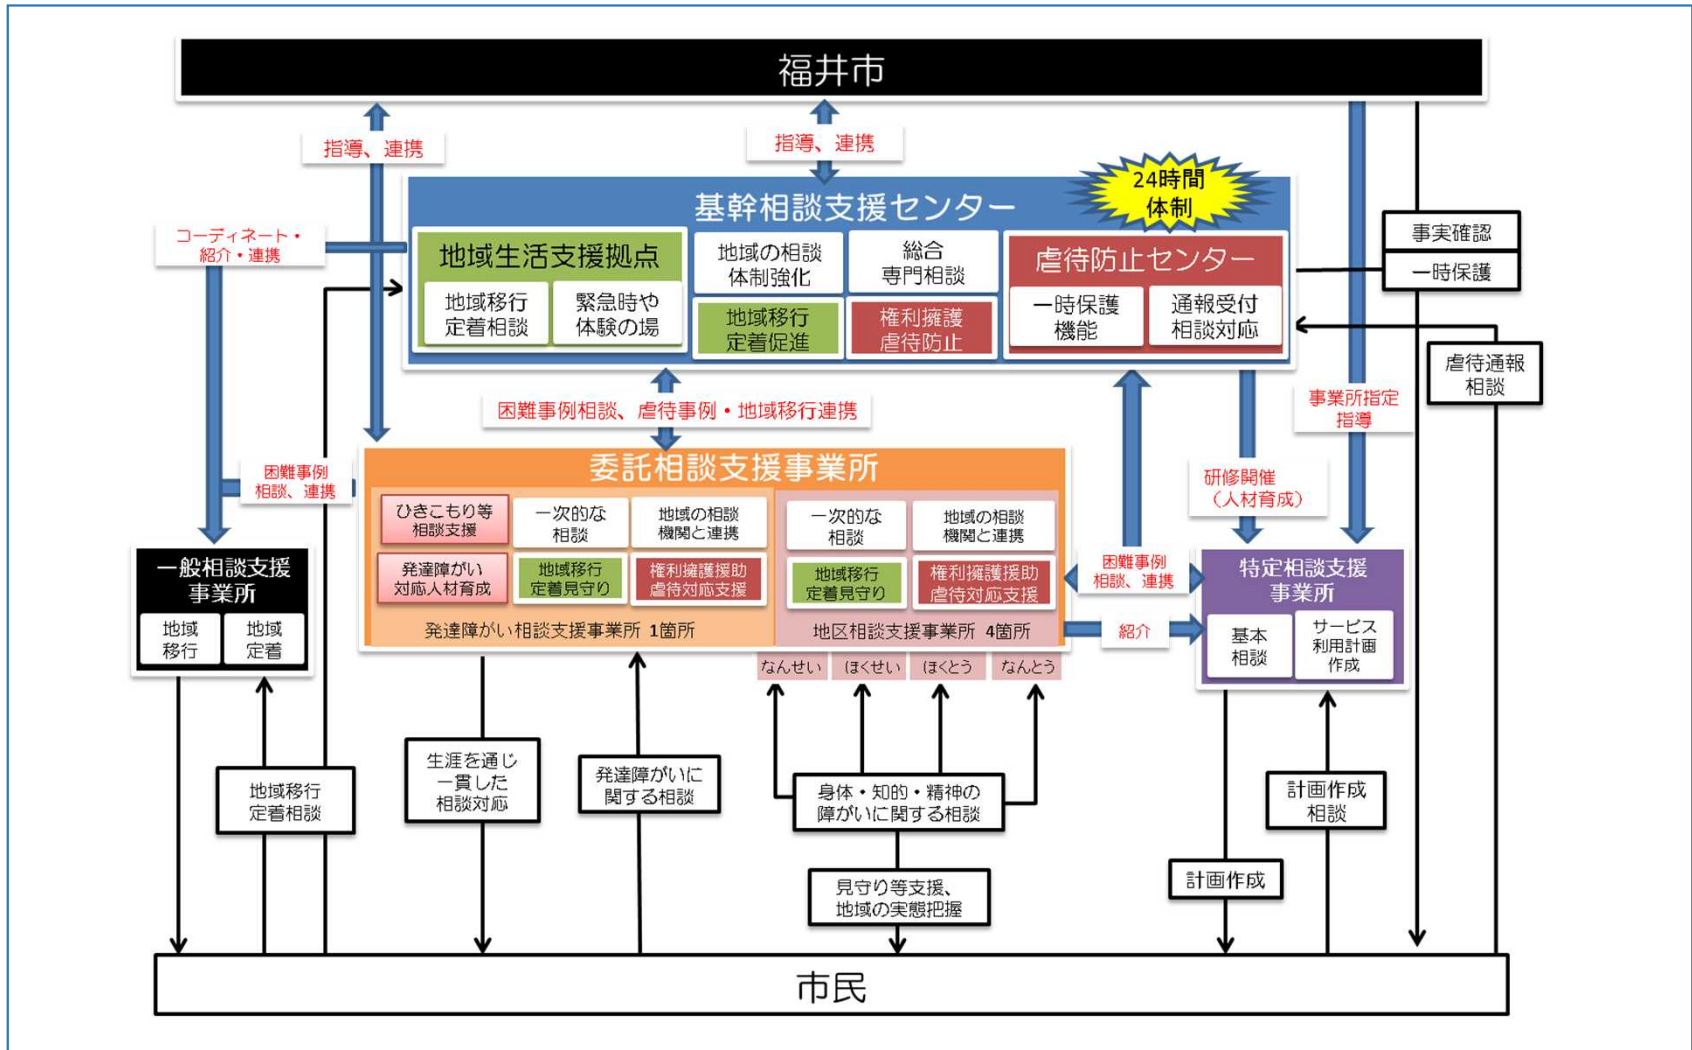 福井市
指導、連携
指導、連携
24時間
体制
基幹相談支援センター
コーディネート・
紹介・連携
地域生活支援拠点
地域移行
定着相談
緊急時や
体験の場
地域の相談
体制強化
総合
専門相談
地域移行
定着促進
権利擁護
虐待防止
虐待防止センター
一時保護
機能
通報受付
相談対応
事実確認
一時保護
虐待通報
相談
困難事例相談、虐待事例・地域移行連携
事業所指定
指導
研修開催
（人材育成）
困難事例
相談、連携
委託相談支援事業所
ひきこもり等
相談支援
一次的な
相談
地域の相談
機関と連携
発達障がい
対応人材育成
地域移行
定着見守り
権利擁護援助
虐待対応支援
発達障がい相談支援事業所 1箇所
一次的な
相談
地域の相談
機関と連携
地域移行
定着見守り
権利擁護援助
虐待対応支援
地区相談支援事業所 4箇所
なんせい
ほくせい
ほくとう
なんとう
困難事例
相談、連携
紹介
一般相談支援
事業所
地域
移行
地域
定着
特定相談支援
事業所
基本
相談
サービス
利用計画
作成
地域移行
定着相談
生涯を通じ
一貫した
相談対応
発達障がいに
関する相談
身体・知的・精神の
障がいに関する相談
見守り等支援、
地域の実態把握
計画作成
計画作成
相談
市民